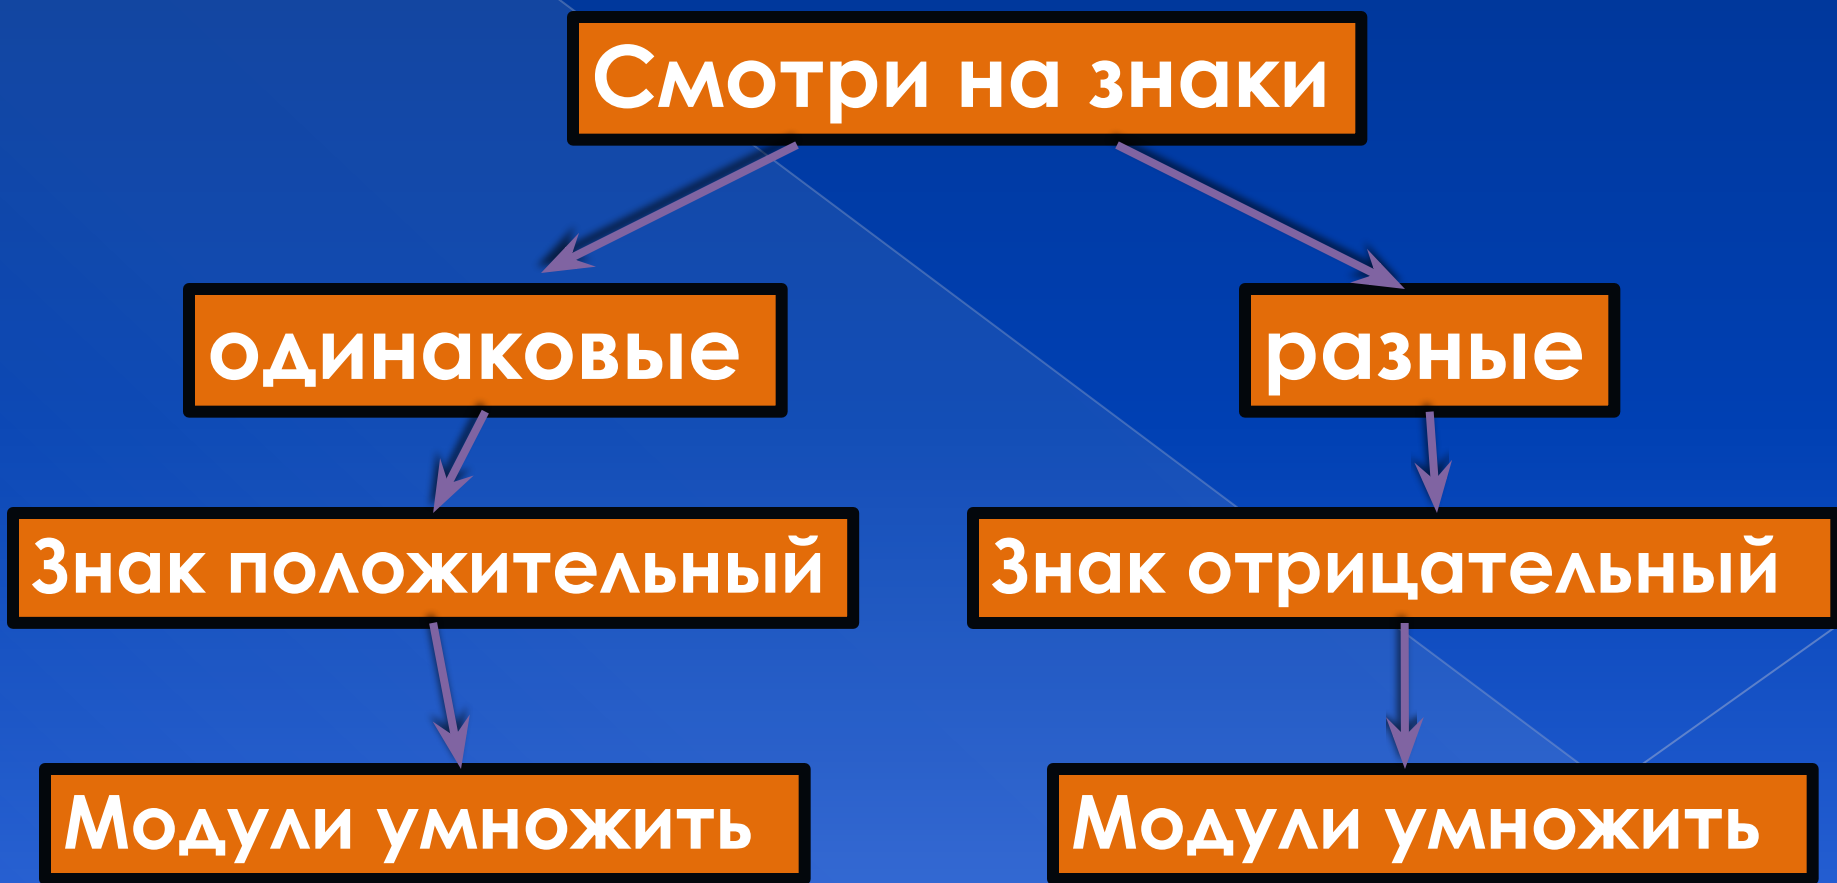 Смотри на знаки
одинаковые
разные
Знак положительный
Знак отрицательный
Модули умножить
Модули умножить